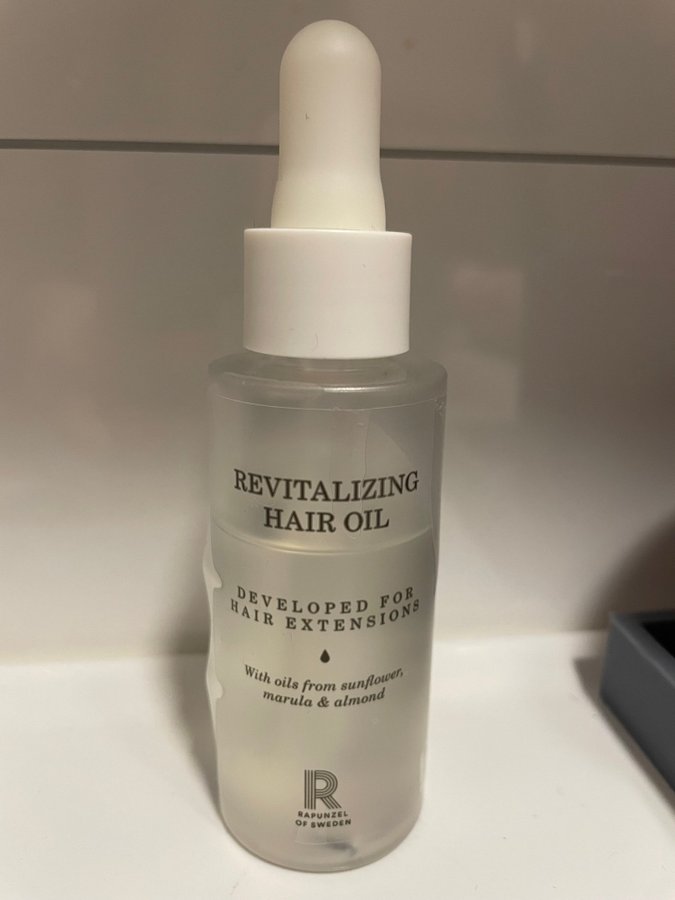 REVITALIZING
HAIR OIL
DEVELOPED FOR
HAIR EXTENSIONS
With oils from sunflower,
marula & almond
R
RAPUNZEL
OF SWEDEN